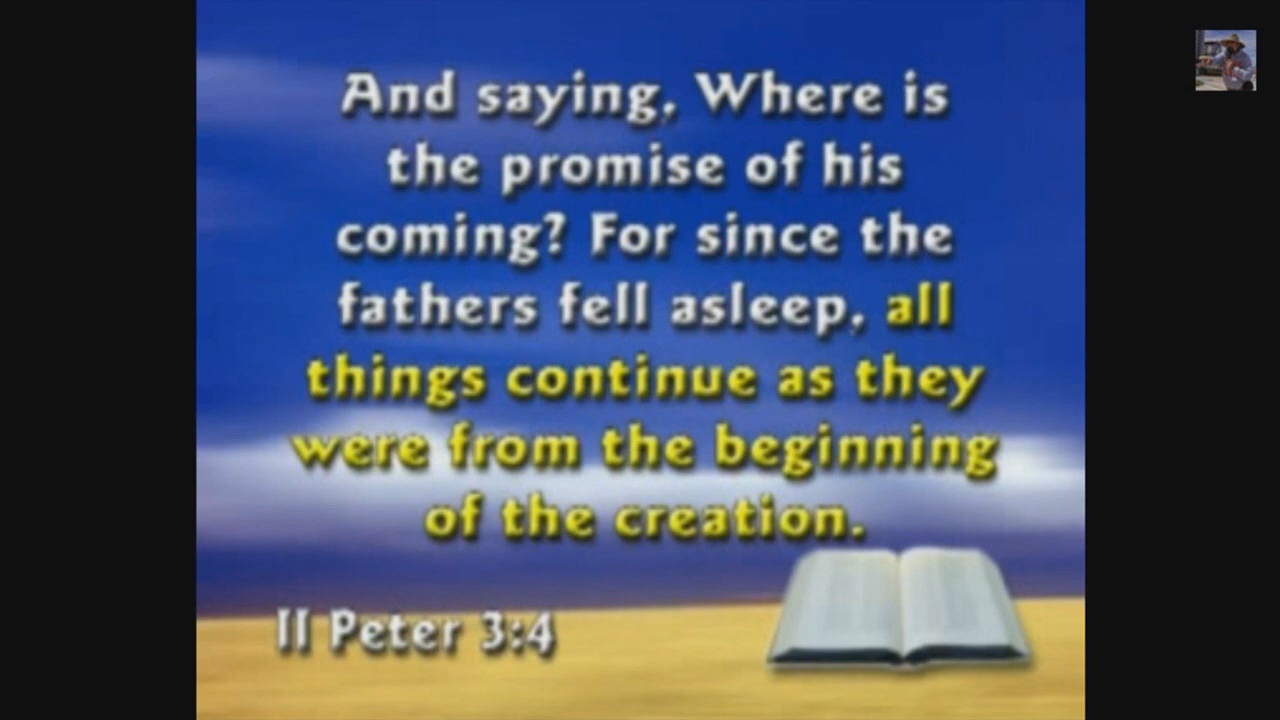 And saying, Where is
the promise of his
coming? For since the
fathers fell asleep, all
things continue as they
were from the beginning
of the creation.
II Peter 3:4